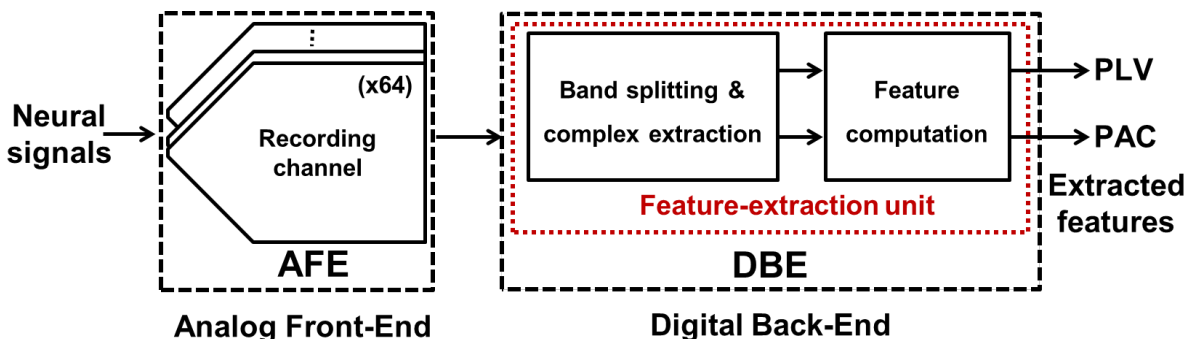 Neural
signals
(x64)
Recording
channel
AFE
Analog Front-End
Band splitting &
complex extraction
Feature
computation
Feature-extraction unit
DBE
Digital Back-End
PLV
PAC
Extracted
features